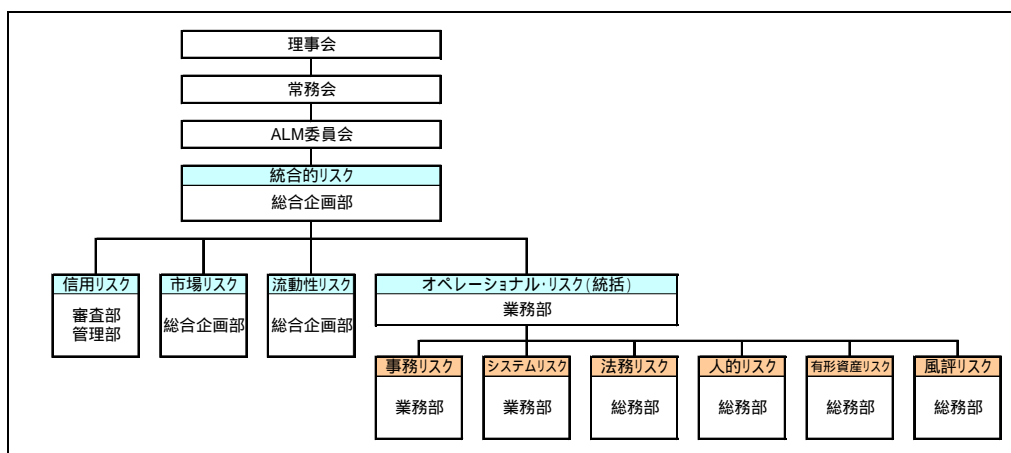 理事会
常務会
ALM委員会
統合的リスク
総合企画部
信用リスク
審査部
管理部
市場リスク
総合企画部
流動性リスク
総合企画部
オペレーショナル・リスク(統括)
業務部
事務リスク
業務部
システムリスク
業務部
法務リスク
総務部
人的リスク
総務部
有形資産リスク
総務部
風評リスク
総務部